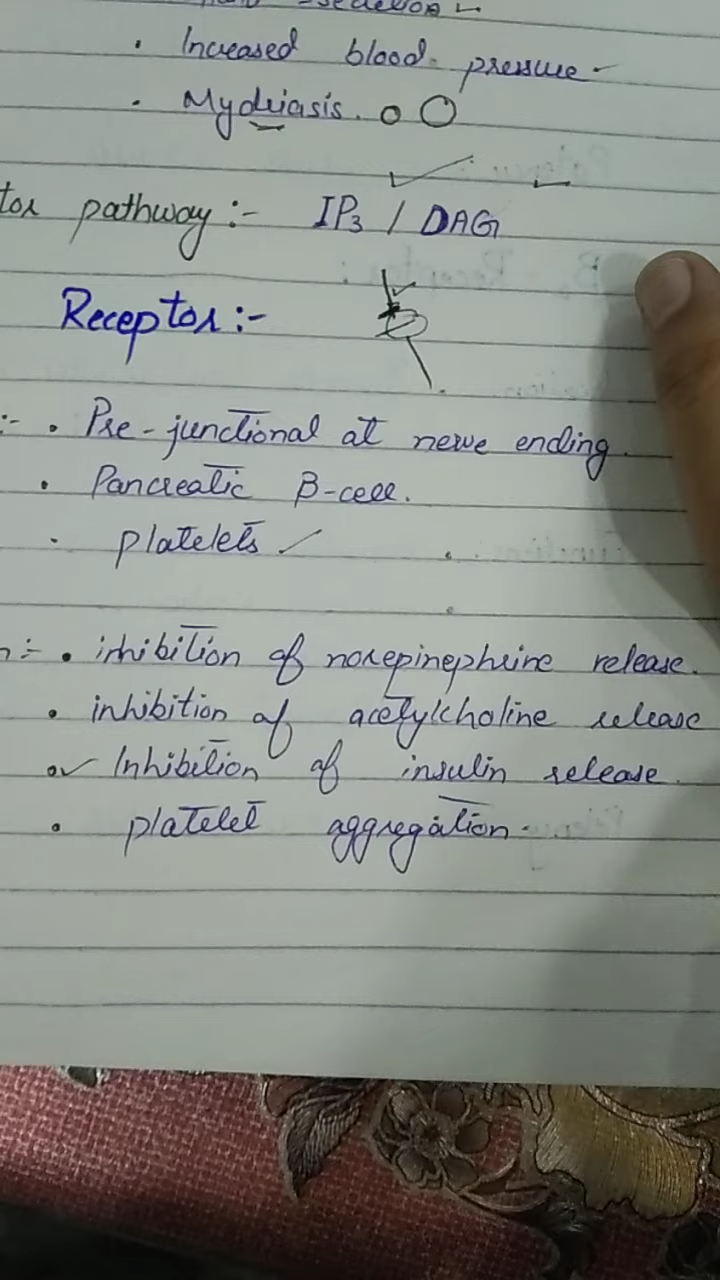 • Increased blood pressure
• Mydriasis.
pathway :- IP3 / DAG
Receptor :-
:- • Pre-junctional at nerve ending.
• Pancreatic β-cell.
• Platelets
:- • inhibition of norepinephrine release.
• inhibition of acetylcholine release
• Inhibition of insulin release.
• platelet aggregation.